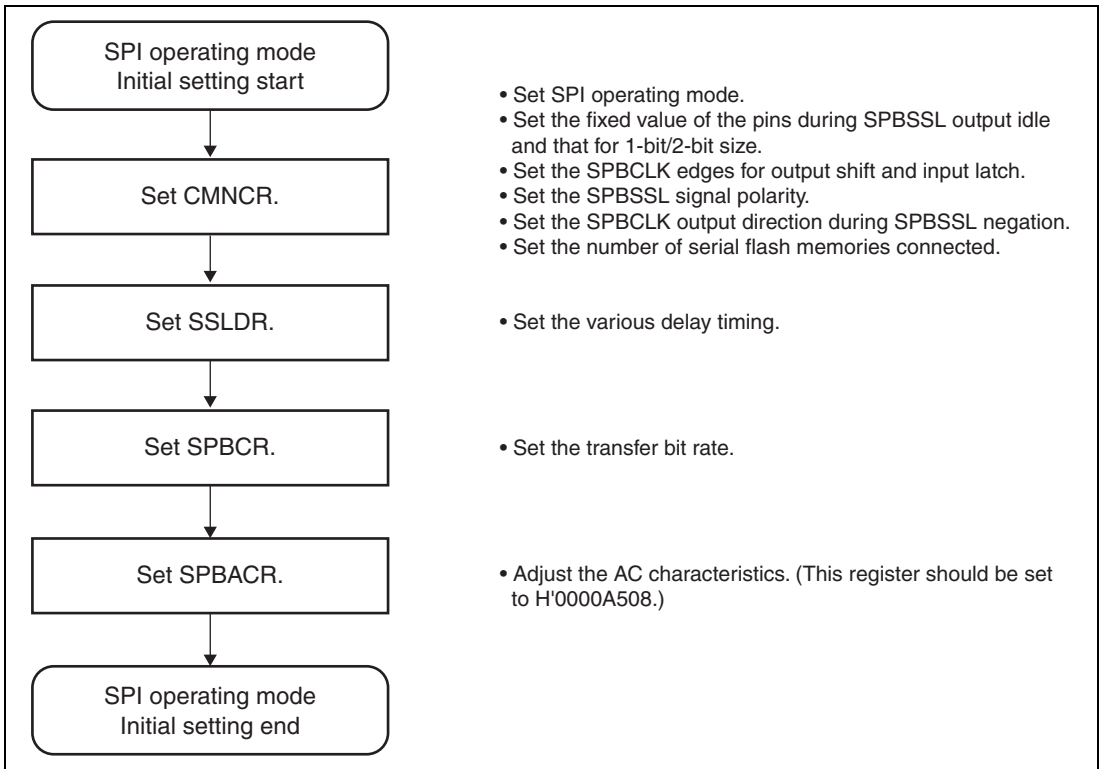 SPI operating mode
Initial setting start
Set CMNCR.
• Set SPI operating mode.
• Set the fixed value of the pins during SPBSSL output idle
and that for 1-bit/2-bit size.
• Set the SPBCLK edges for output shift and input latch.
• Set the SPBSSL signal polarity.
• Set the SPBCLK output direction during SPBSSL negation.
• Set the number of serial flash memories connected.
Set SSLDR.
• Set the various delay timing.
Set SPBCR.
• Set the transfer bit rate.
Set SPBACR.
• Adjust the AC characteristics. (This register should be set
to H'0000A508.)
SPI operating mode
Initial setting end